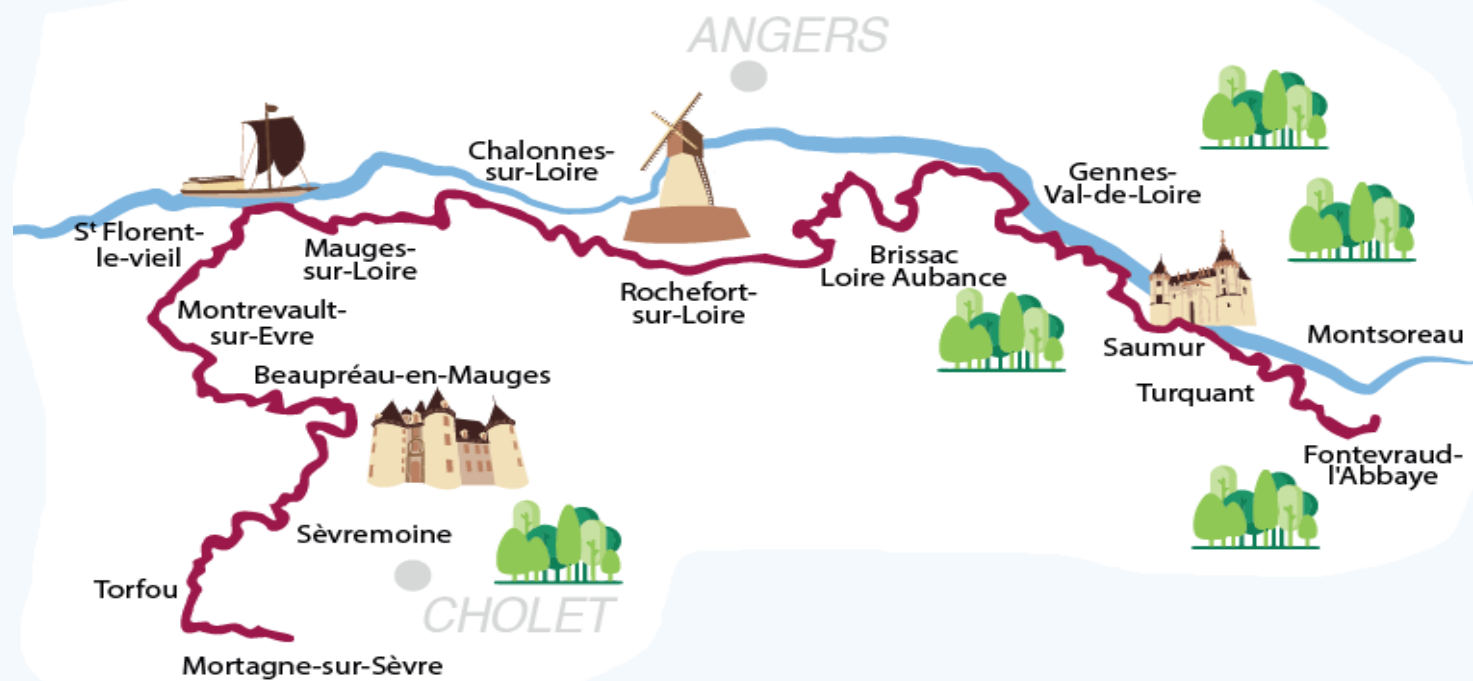 ANGERS
Chalonnes-
sur-Loire
Gennes-
Val-de-Loire
St Florent-
le-vieil
Mauges-
sur-Loire
Brissac
Loire Aubance
Rochefort-
sur-Loire
Montrevault-
sur-Evre
Saumur
Montsoreau
Beaupréau-en-Mauges
Turquant
Fontevraud-
l'Abbaye
Sèvremoine
Torfou
CHOLET
Mortagne-sur-Sèvre